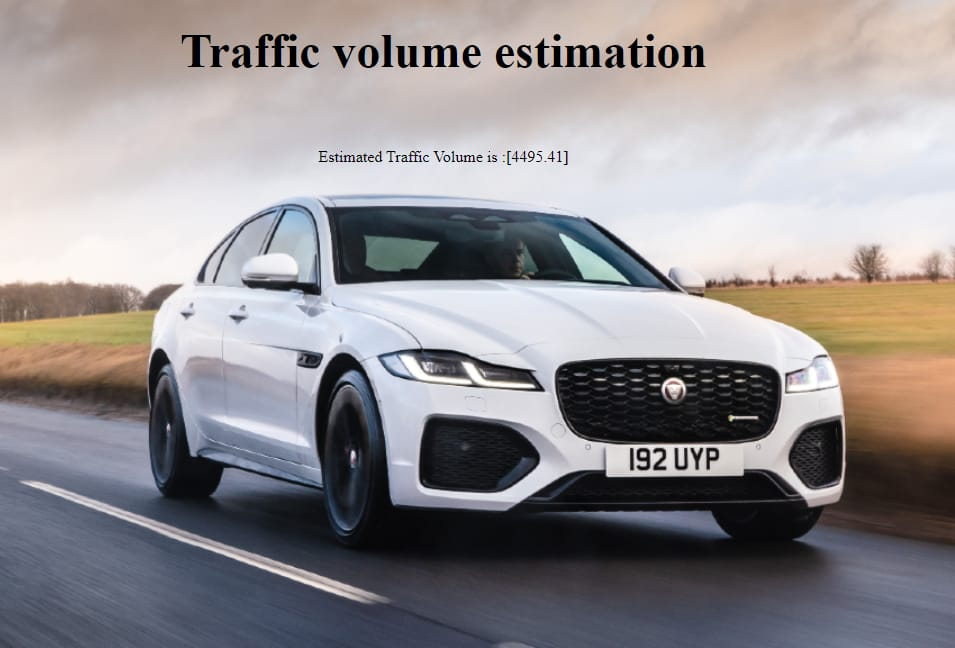 Traffic volume estimation
Estimated Traffic Volume is :[4495.41]
192 UYP